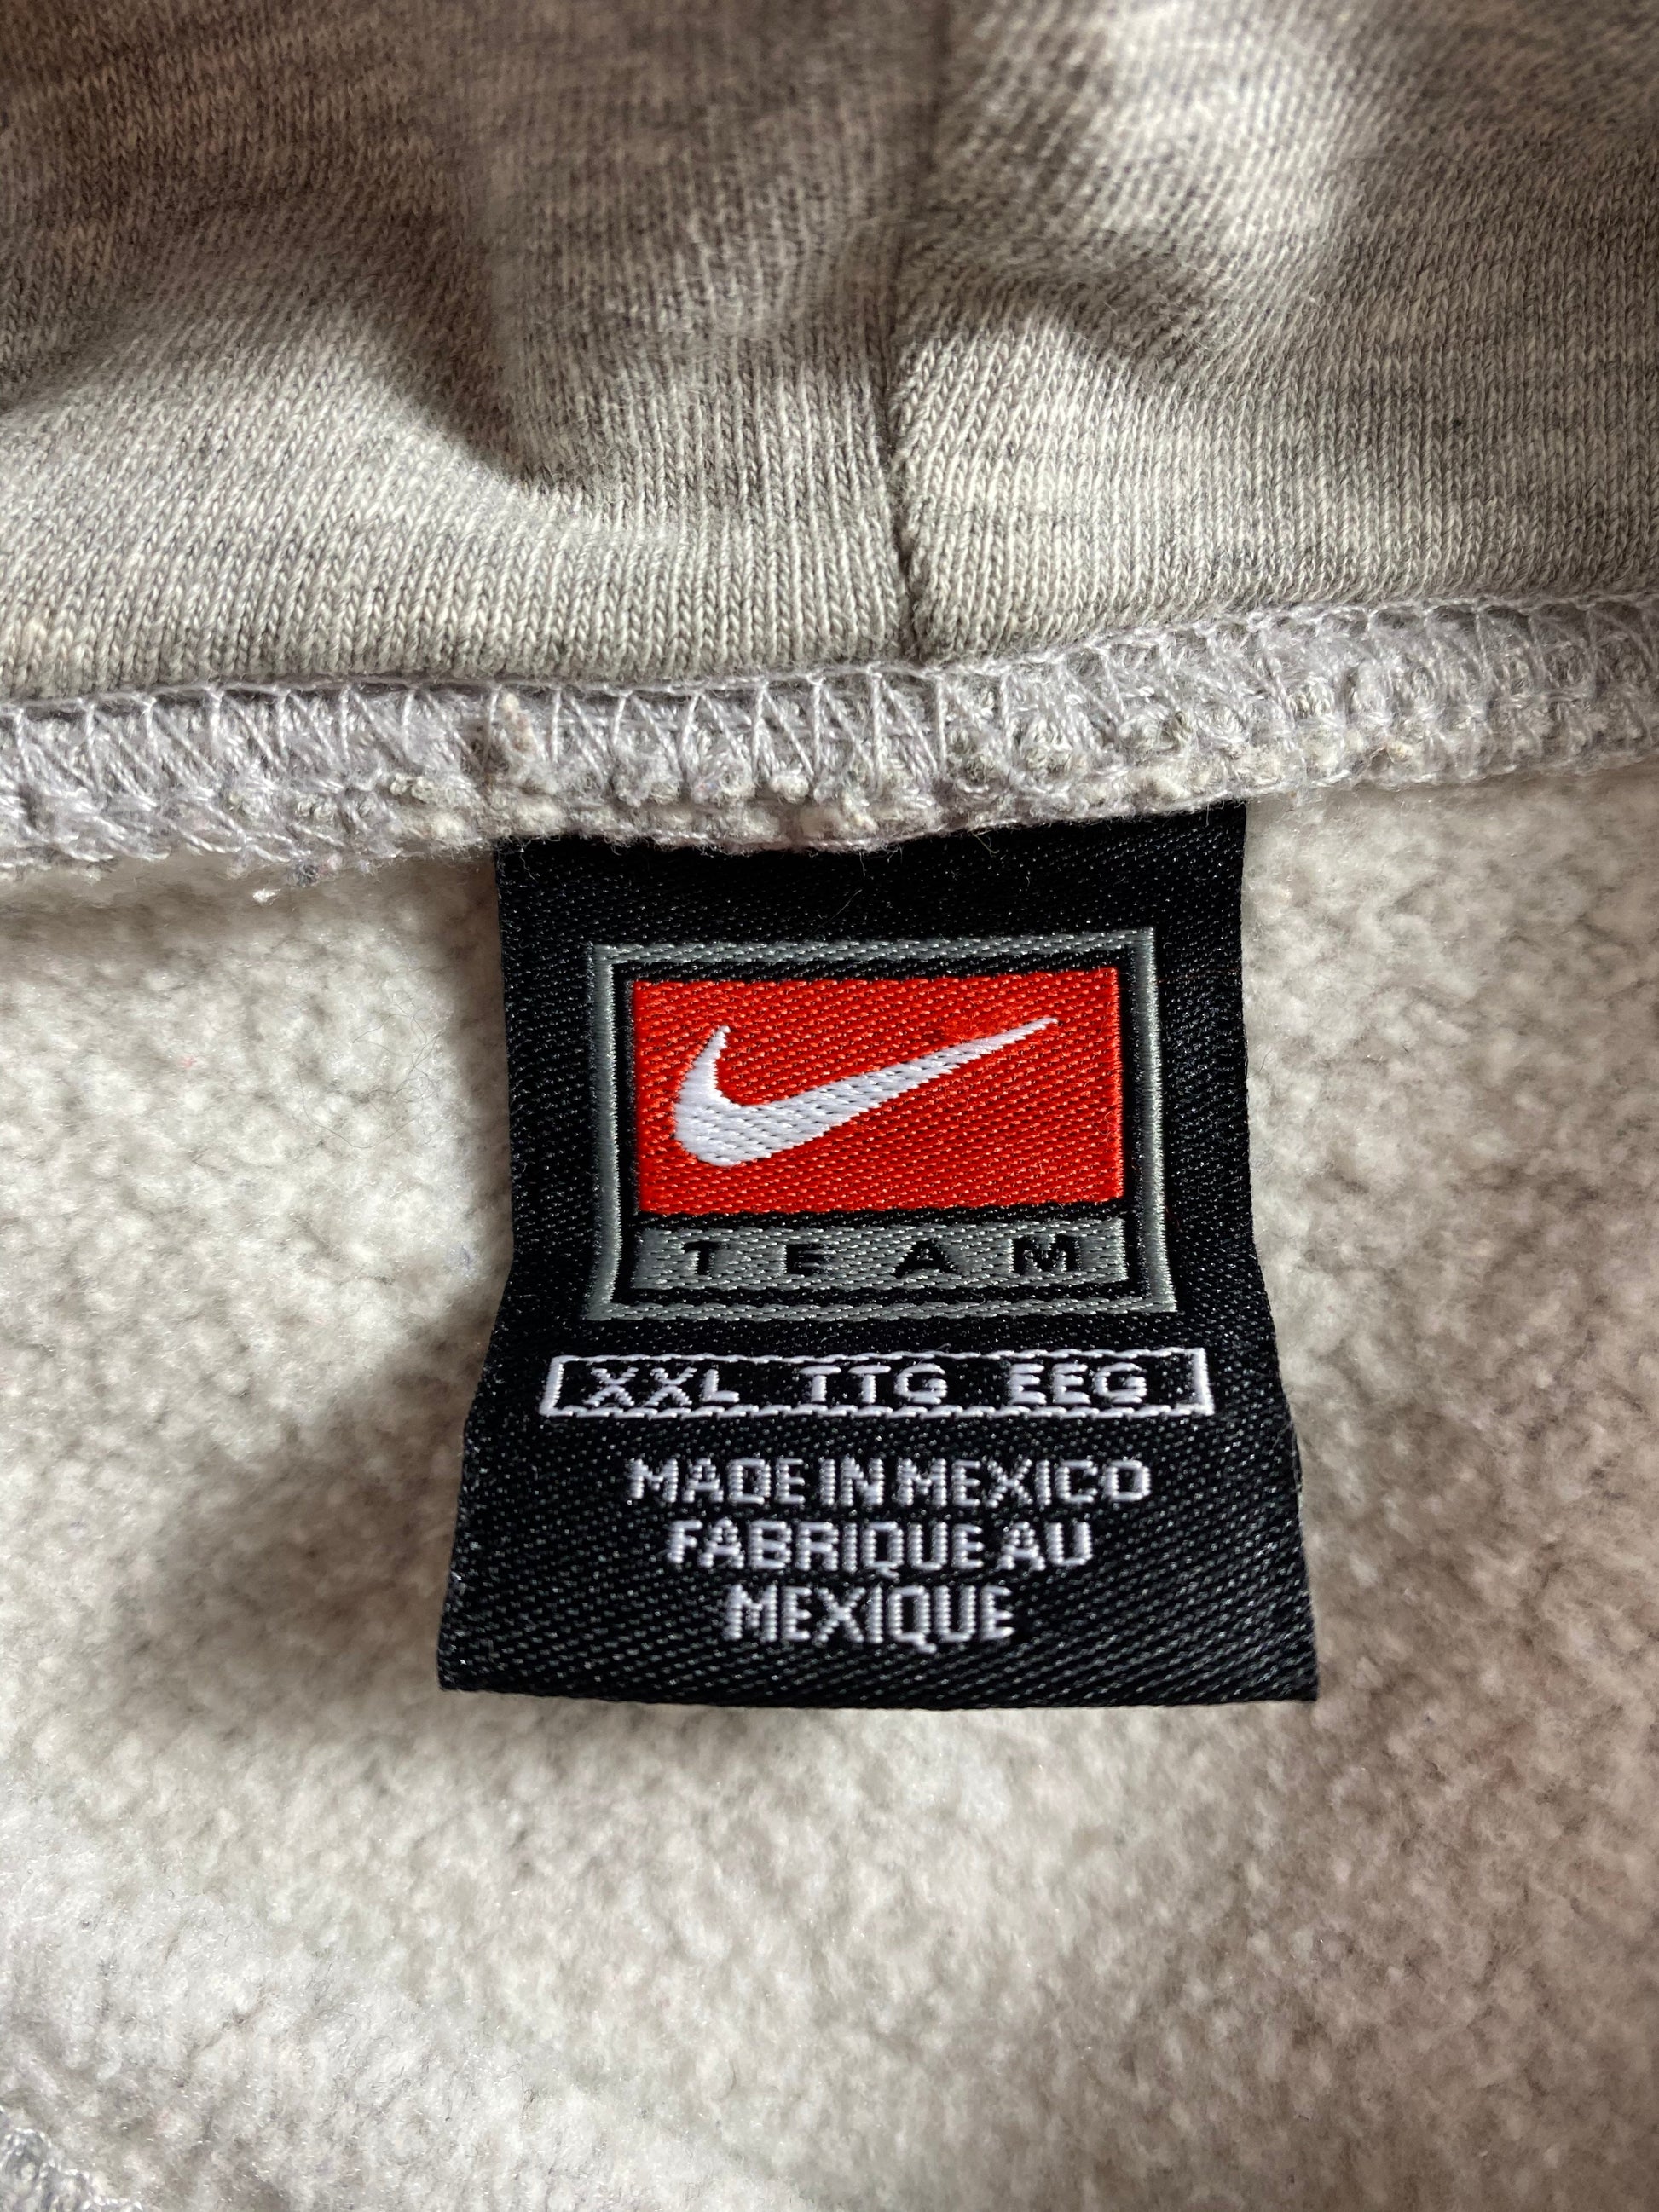 TEAM
XXL TTG EEG
MADE IN MEXICO
FABRIQUE AU
MEXIQUE